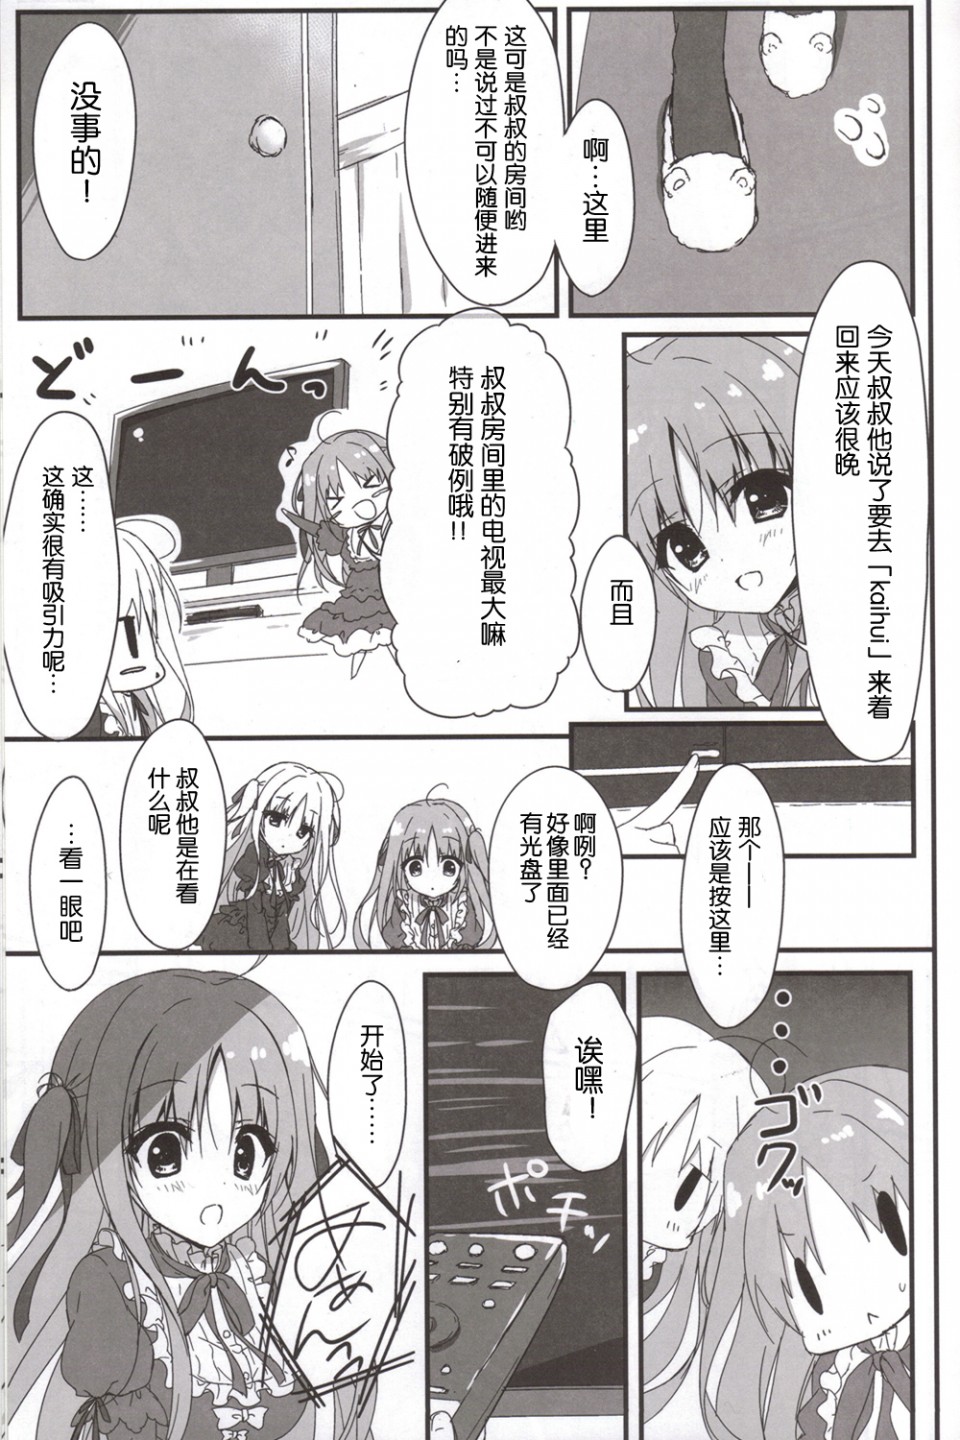 啊…这里
这可是叔叔的房间哟
不是说过不可以随便进来
的吗…
没事的！
今天叔叔他说了要去「kaihui」来着
回来应该很晚
而且
叔叔房间里的电视最大嘛
特别有破例哦!!
どーんっ
这……
这确实很有吸引力呢…
那个——
应该是按这里…
啊咧？
好像里面已经
有光盘了
叔叔他是在看
什么呢
…看一眼吧
ゴクッ
诶嘿！
ポチッ
开始了……
あぁんっ